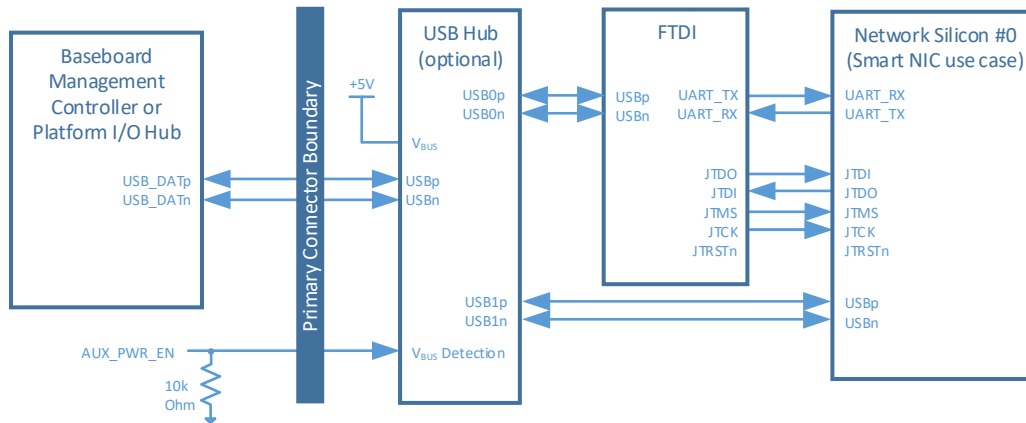 Baseboard
Management
Controller or
Platform I/O Hub
USB_DATp
USB_DATn
AUX_PWR_EN
10k
Ohm
Primary Connector Boundary
+5V
USB Hub
(optional)
USB0p
USB0n
VBUS
USBp
USBn
USB1p
USB1n
VBUS Detection
FTDI
USBp
USBn
UART_TX
UART_RX
JTDO
JTDI
JTMS
JTCK
JTRSTn
Network Silicon #0
(Smart NIC use case)
UART_RX
UART_TX
JTDI
JTDO
JTMS
JTCK
JTRSTn
USBp
USBn